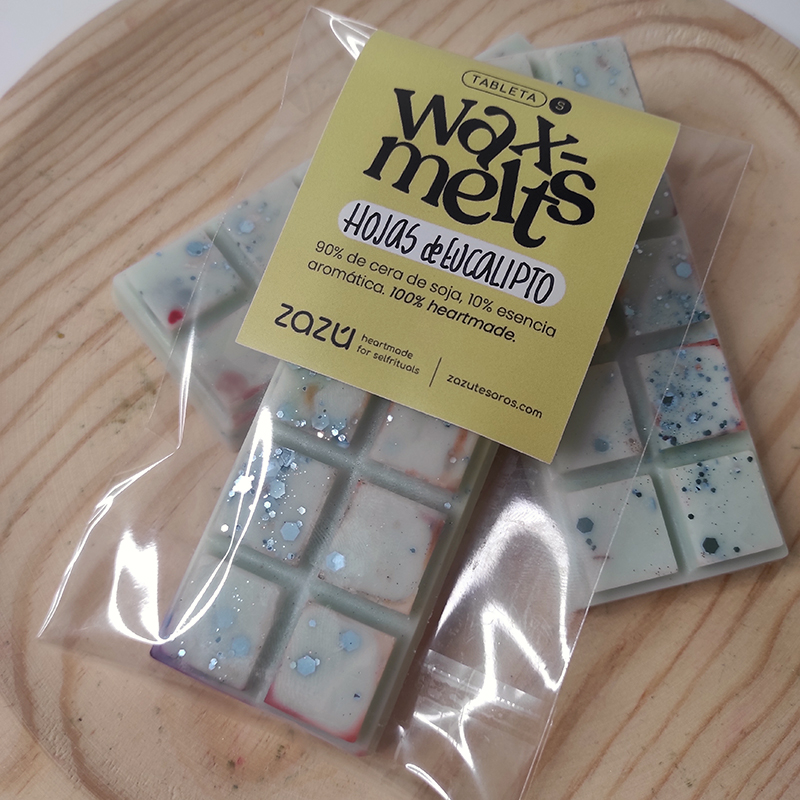 TABLETA S
wax-
melts
HOJAS de EUCALIPTO
90% de cera de soja, 10% esencia
aromática. 100% heartmade.
zazú
heartmade
for selfrituals
zazutesoros.com